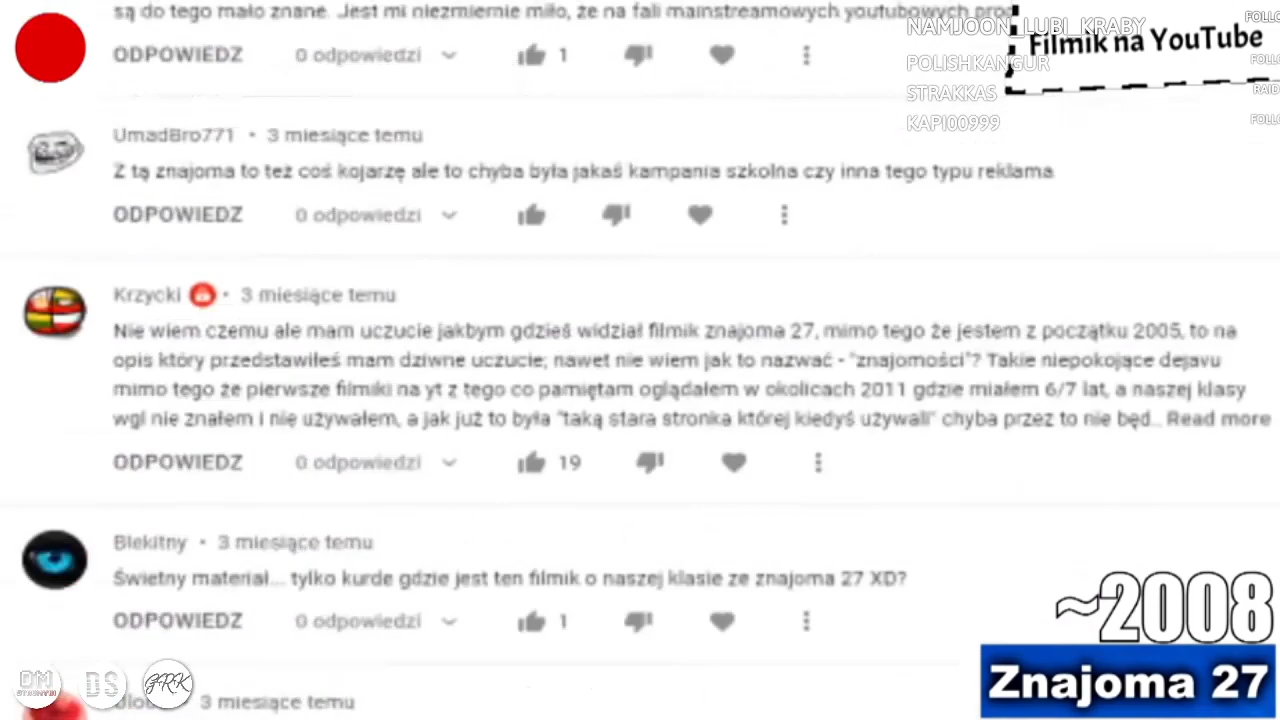 są do tego mało znane. Jest mi niezmiernie miło, że na fali mainstreamowych youtubowych
NAMJOON_LUBI_KRABY
Filmik na YouTube
ODPOWIEDZ 0 odpowiedzi 1
POLISHKANGUR
STRAKKAS
KAPI00999
UmadBro771 • 3 miesiące temu
Z tą znajoma to też coś kojarzę ale to chyba była jakaś kampania szkolna czy inna tego typu reklama
ODPOWIEDZ 0 odpowiedzi
Krzycki • 3 miesiące temu
Nie wiem czemu ale mam uczucie jakbym gdzieś widział filmik znajoma 27, mimo tego że jestem z początku 2005, to na
opis który przedstawiłeś mam dziwne uczucie; nawet nie wiem jak to nazwać - "znajomości"? Takie niepokojące dejavu
mimo tego że pierwsze filmiki na yt z tego co pamiętam oglądałem w okolicach 2011 gdzie miałem 6/7 lat, a naszej klasy
wgl nie znałem i nie używałem, a jak już to była "taką stara stronka której kiedyś używali" chyba przez to nie będ... Read more
ODPOWIEDZ 0 odpowiedzi 19
Blekitny • 3 miesiące temu
Świetny materiał... tylko kurde gdzie jest ten filmik o naszej klasie ze znajoma 27 XD?
ODPOWIEDZ 0 odpowiedzi 1
~2008
Znajoma 27
DM
DS
GRK
3 miesiące temu